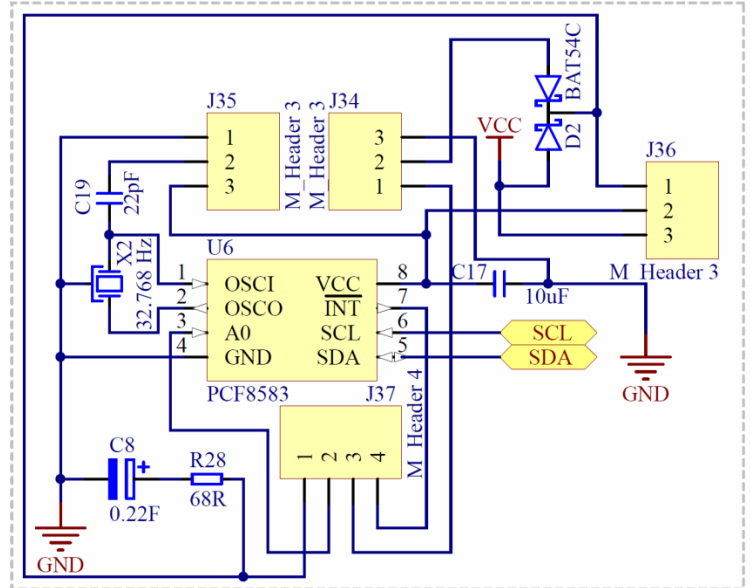 BAT54C
J35
J34
VCC
D2
1
2
3
M_Header 3
M_Header 3
3
2
1
J36
1
2
3
M_Header 3
C19
22pF
X2
32.768 Hz
U6
1
OSCI
VCC
8
2
OSCO
INT
7
3
A0
SCL
6
4
GND
SDA
5
PCF8583
C17
10uF
SCL
SDA
GND
J37
M_Header 4
1
2
3
4
C8
+
0.22F
R28
68R
GND